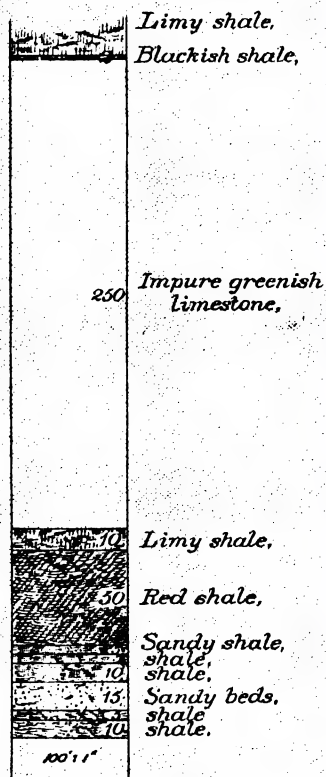 Limy shale,
Blackish shale,
250 Impure greenish
limestone,
10 Limy shale,
50 Red shale,
Sandy shale,
shale,
10 shale,
15 Sandy beds,
shale
10 shale.
100'